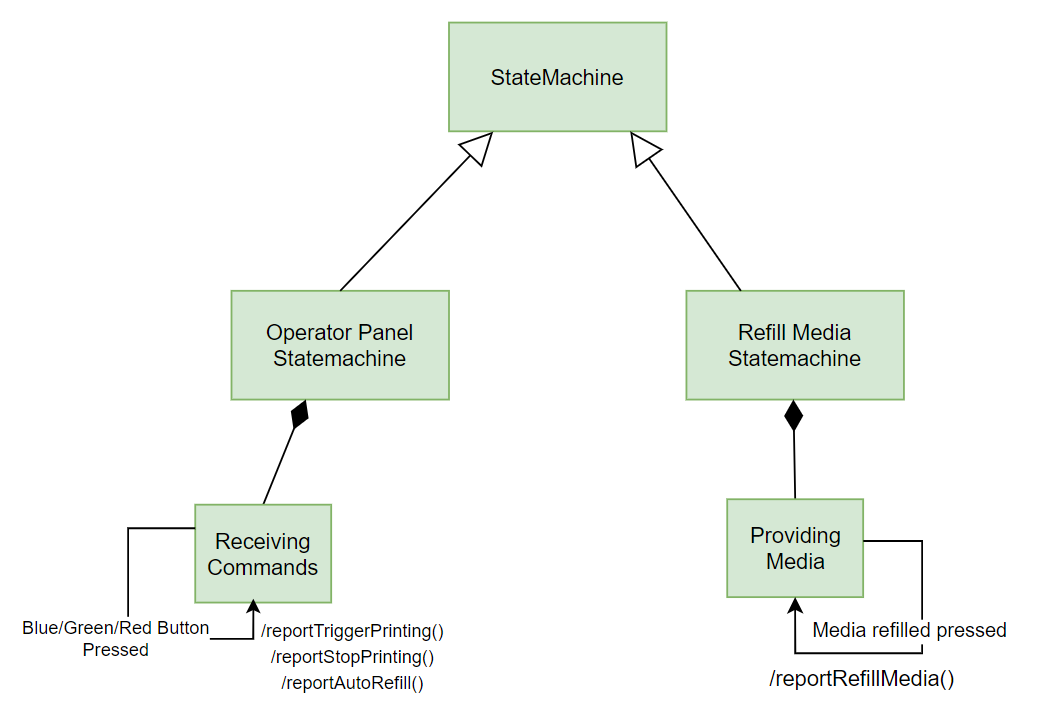 StateMachine
Operator Panel
Statemachine
Refill Media
Statemachine
Receiving
Commands
Providing
Media
Blue/Green/Red Button
Pressed
/reportTriggerPrinting()
/reportStopPrinting()
/reportAutoRefill()
Media refilled pressed
/reportRefillMedia()